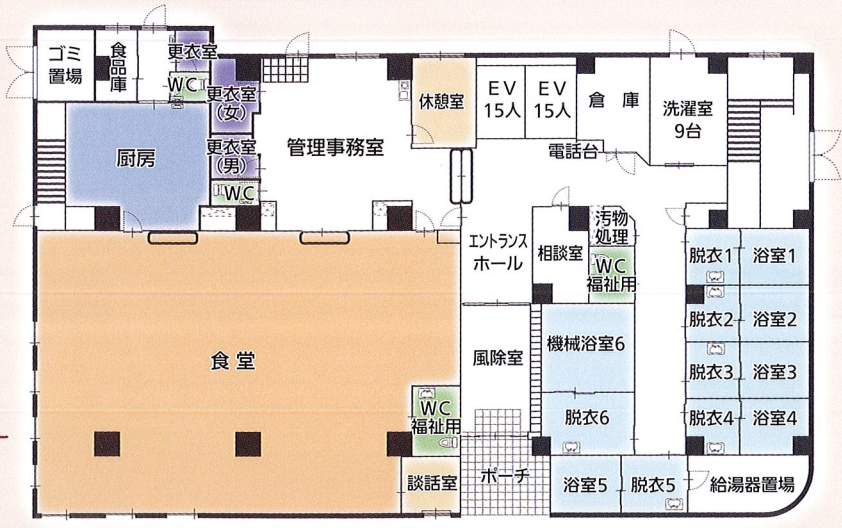 ゴミ
置場
食品庫
更衣室
WC
更衣室
(女)
更衣室
(男)
WC
厨房
管理事務室
休憩室
EV
15人
EV
15人
倉 庫
洗濯室
9台
電話台
エントランス
ホール
相談室
汚物
処理
WC
福祉用
脱衣1
浴室1
脱衣2
浴室2
脱衣3
浴室3
脱衣4
浴室4
機械浴室6
脱衣6
風除室
食 堂
WC
福祉用
談話室
ポーチ
浴室5
脱衣5
給湯器置場